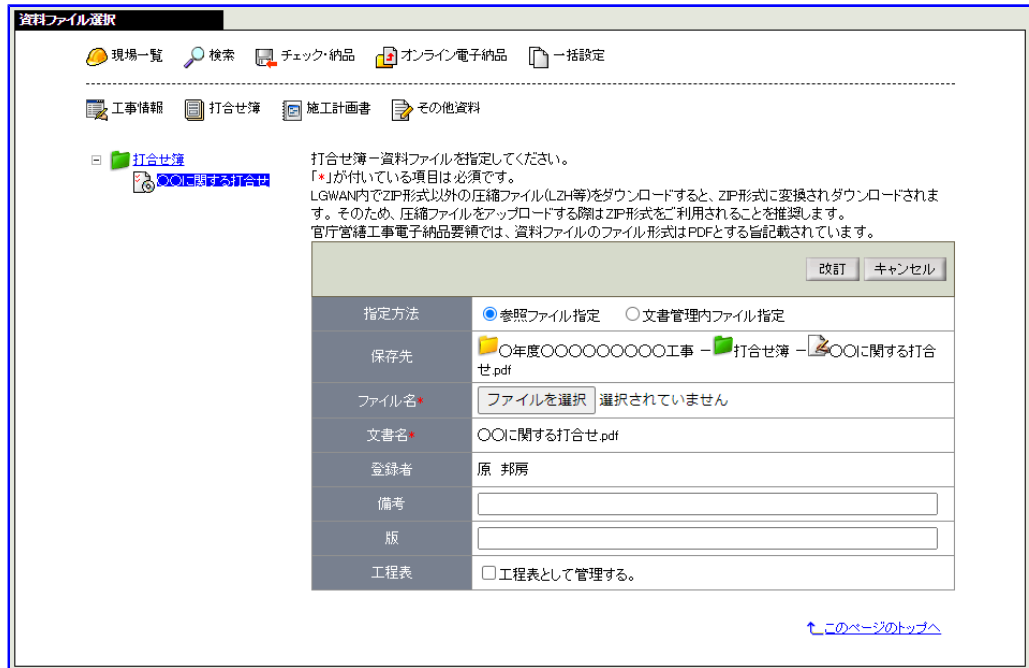 資料ファイル選択
現場一覧 検索 チェック・納品 オンライン電子納品 一括設定
工事情報 打合せ簿 施工計画書 その他資料
打合せ簿
〇〇に関する打合せ
打合せ簿－資料ファイルを指定してください。
「*」が付いている項目は必須です。
LGWAN内でZIP形式以外の圧縮ファイル(LZH等)をダウンロードすると、ZIP形式に変換されダウンロードされま
す。そのため、圧縮ファイルをアップロードする際はZIP形式をご利用されることを推奨します。
官庁営繕工事電子納品要領では、資料ファイルのファイル形式はPDFとする旨記載されています。
改訂 キャンセル
指定方法 参照ファイル指定 文書管理内ファイル指定
保存先 〇年度〇〇〇〇〇〇〇〇〇工事 －打合せ簿 －〇〇に関する打合
せ.pdf
ファイル名* ファイルを選択 選択されていません
文書名* 〇〇に関する打合せ.pdf
登録者 原 邦房
備考
版
工程表 工程表として管理する。
このページのトップへ